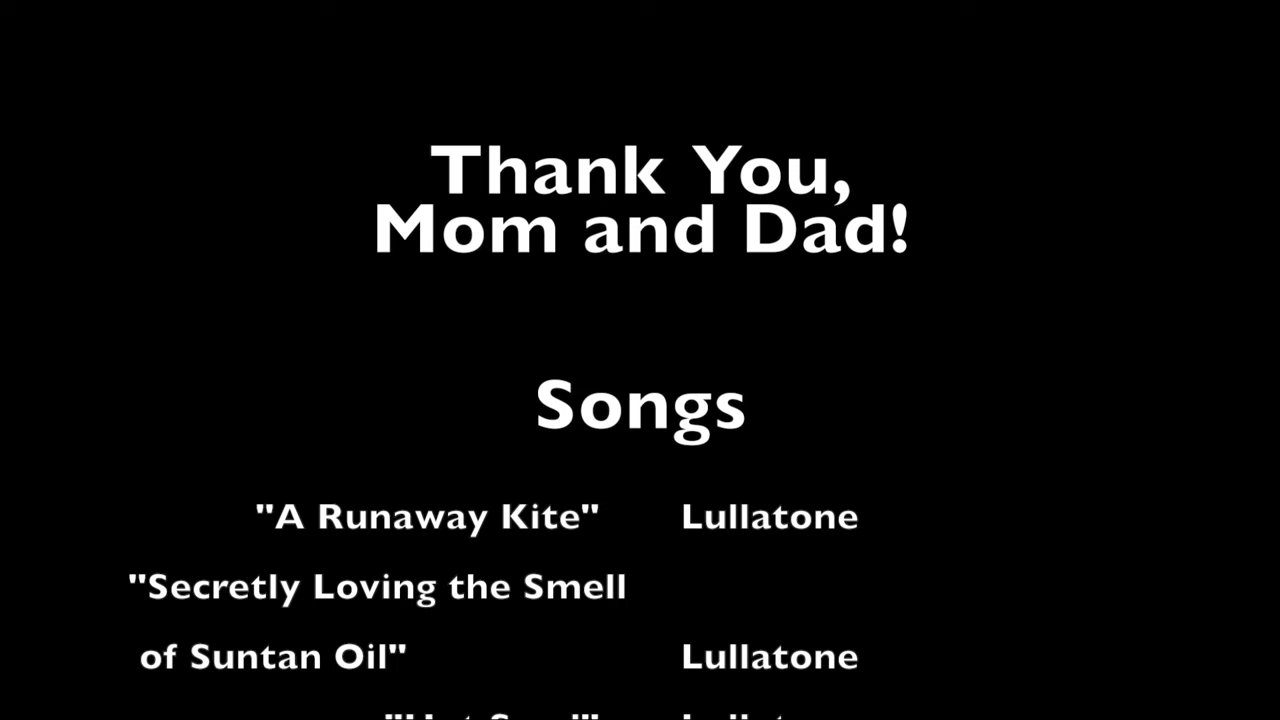 Thank You,
Mom and Dad!
Songs
"A Runaway Kite" Lullatone
"Secretly Loving the Smell
of Suntan Oil" Lullatone